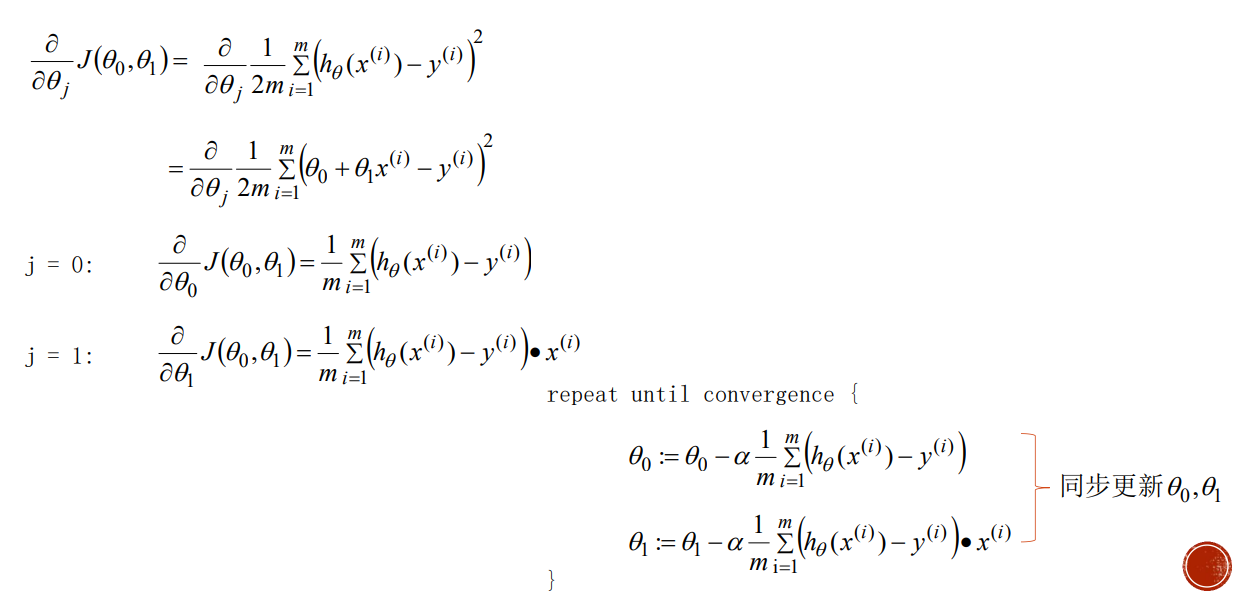 ∂/∂θ_j J(θ_0,θ_1) = ∂/∂θ_j 1/2m Σ_{i=1}^{m} (h_θ(x^{(i)}) − y^{(i)})^2
= ∂/∂θ_j 1/2m Σ_{i=1}^{m} (θ_0 + θ_1x^{(i)} − y^{(i)})^2
j = 0: ∂/∂θ_0 J(θ_0,θ_1) = 1/m Σ_{i=1}^{m} (h_θ(x^{(i)}) − y^{(i)})
j = 1: ∂/∂θ_1 J(θ_0,θ_1) = 1/m Σ_{i=1}^{m} (h_θ(x^{(i)}) − y^{(i)}) • x^{(i)}
repeat until convergence {
θ_0 := θ_0 − α 1/m Σ_{i=1}^{m} (h_θ(x^{(i)}) − y^{(i)})
同步更新θ_0,θ_1
θ_1 := θ_1 − α 1/m Σ_{i=1}^{m} (h_θ(x^{(i)}) − y^{(i)}) • x^{(i)}
}